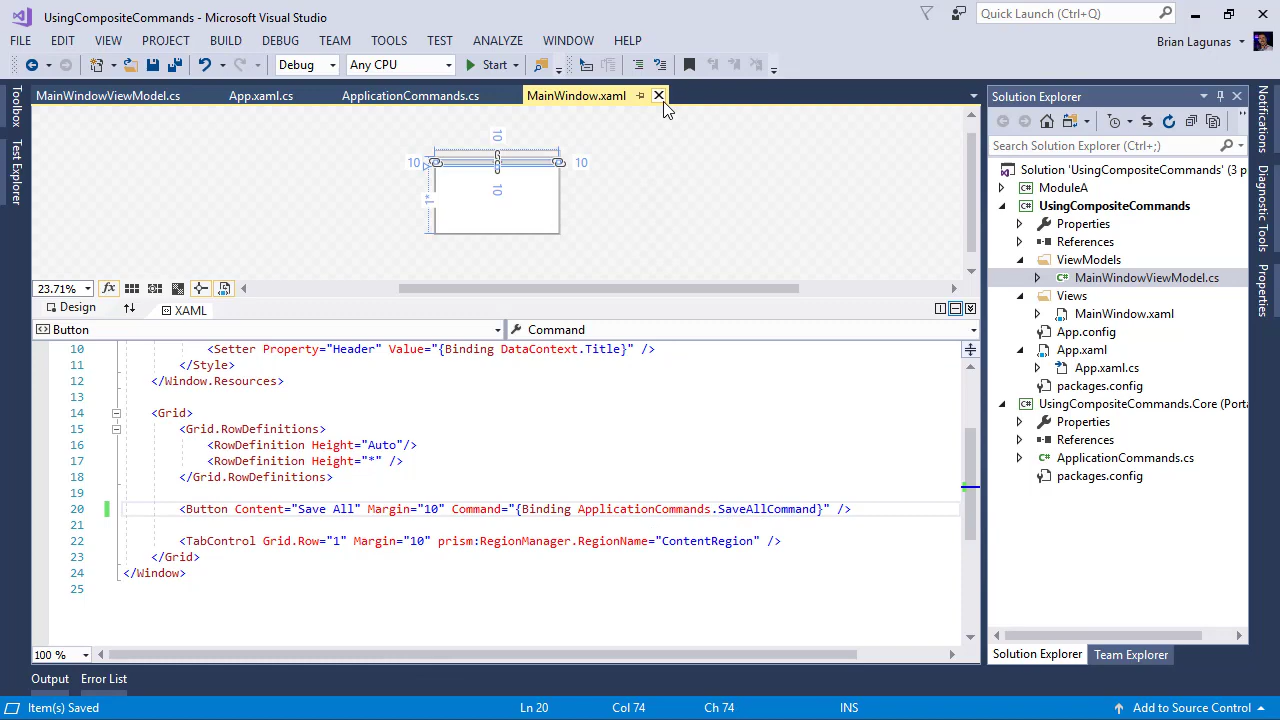 UsingCompositeCommands - Microsoft Visual Studio
Quick Launch (Ctrl+Q)
FILE EDIT VIEW PROJECT BUILD DEBUG TEAM TOOLS TEST ANALYZE WINDOW HELP
Brian Lagunas
Debug Any CPU Start
Toolbox
Test Explorer
MainWindowViewModel.cs App.xaml.cs ApplicationCommands.cs MainWindow.xaml
10
10 10
10
1*
23.71%
Design XAML
Button Command
10 <Setter Property="Header" Value="{Binding DataContext.Title}" />
11 </Style>
12 </Window.Resources>
13
14 <Grid>
15 <Grid.RowDefinitions>
16 <RowDefinition Height="Auto"/>
17 <RowDefinition Height="*" />
18 </Grid.RowDefinitions>
19
20 <Button Content="Save All" Margin="10" Command="{Binding ApplicationCommands.SaveAllCommand}" />
22 <TabControl Grid.Row="1" Margin="10" prism:RegionManager.RegionName="ContentRegion" />
23 </Grid>
24 </Window>
25
100 %
Solution Explorer
Search Solution Explorer (Ctrl+;)
Solution 'UsingCompositeCommands' (3 p
ModuleA
UsingCompositeCommands
Properties
References
ViewModels
MainWindowViewModel.cs
Views
MainWindow.xaml
App.config
App.xaml
App.xaml.cs
packages.config
UsingCompositeCommands.Core (Porta
Properties
References
ApplicationCommands.cs
packages.config
Solution Explorer Team Explorer
Notifications
Diagnostic Tools
Properties
Output Error List
Item(s) Saved Ln 20 Col 74 Ch 74 INS Add to Source Control